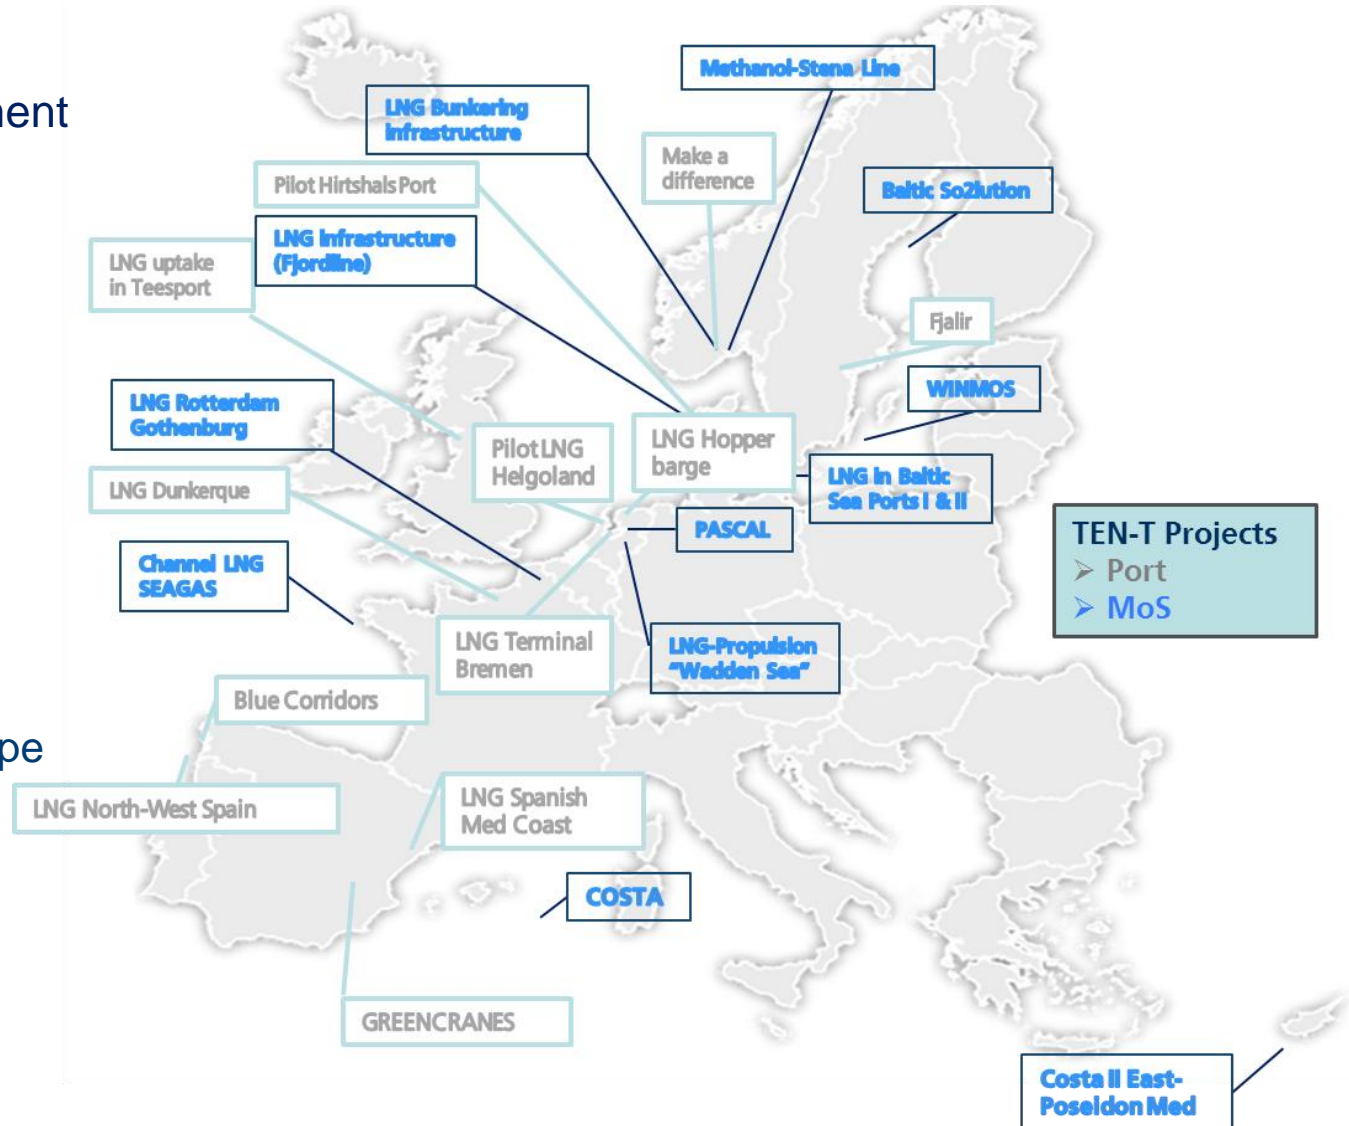 nent
Methanol-Stena Line
LNG Bunkering
Infrastructure
Make a
difference
Pilot Hirtshals Port
Baltic So2lution
LNG Infrastructure
(Fjordline)
LNG uptake
in Teesport
Fjalir
WINMOS
LNG Rotterdam
Gothenburg
Pilot LNG
Helgoland
LNG Hopper
barge
LNG in Baltic
Sea Ports I & II
LNG Dunkerque
PASCAL
TEN-T Projects
➢ Port
➢ MoS
Channel LNG
SEAGAS
LNG Terminal
Bremen
LNG-Propulsion
"Wadden Sea"
Blue Corridors
pe
LNG North-West Spain
LNG Spanish
Med Coast
COSTA
GREENCRANES
Costa II East-
Poseidon Med